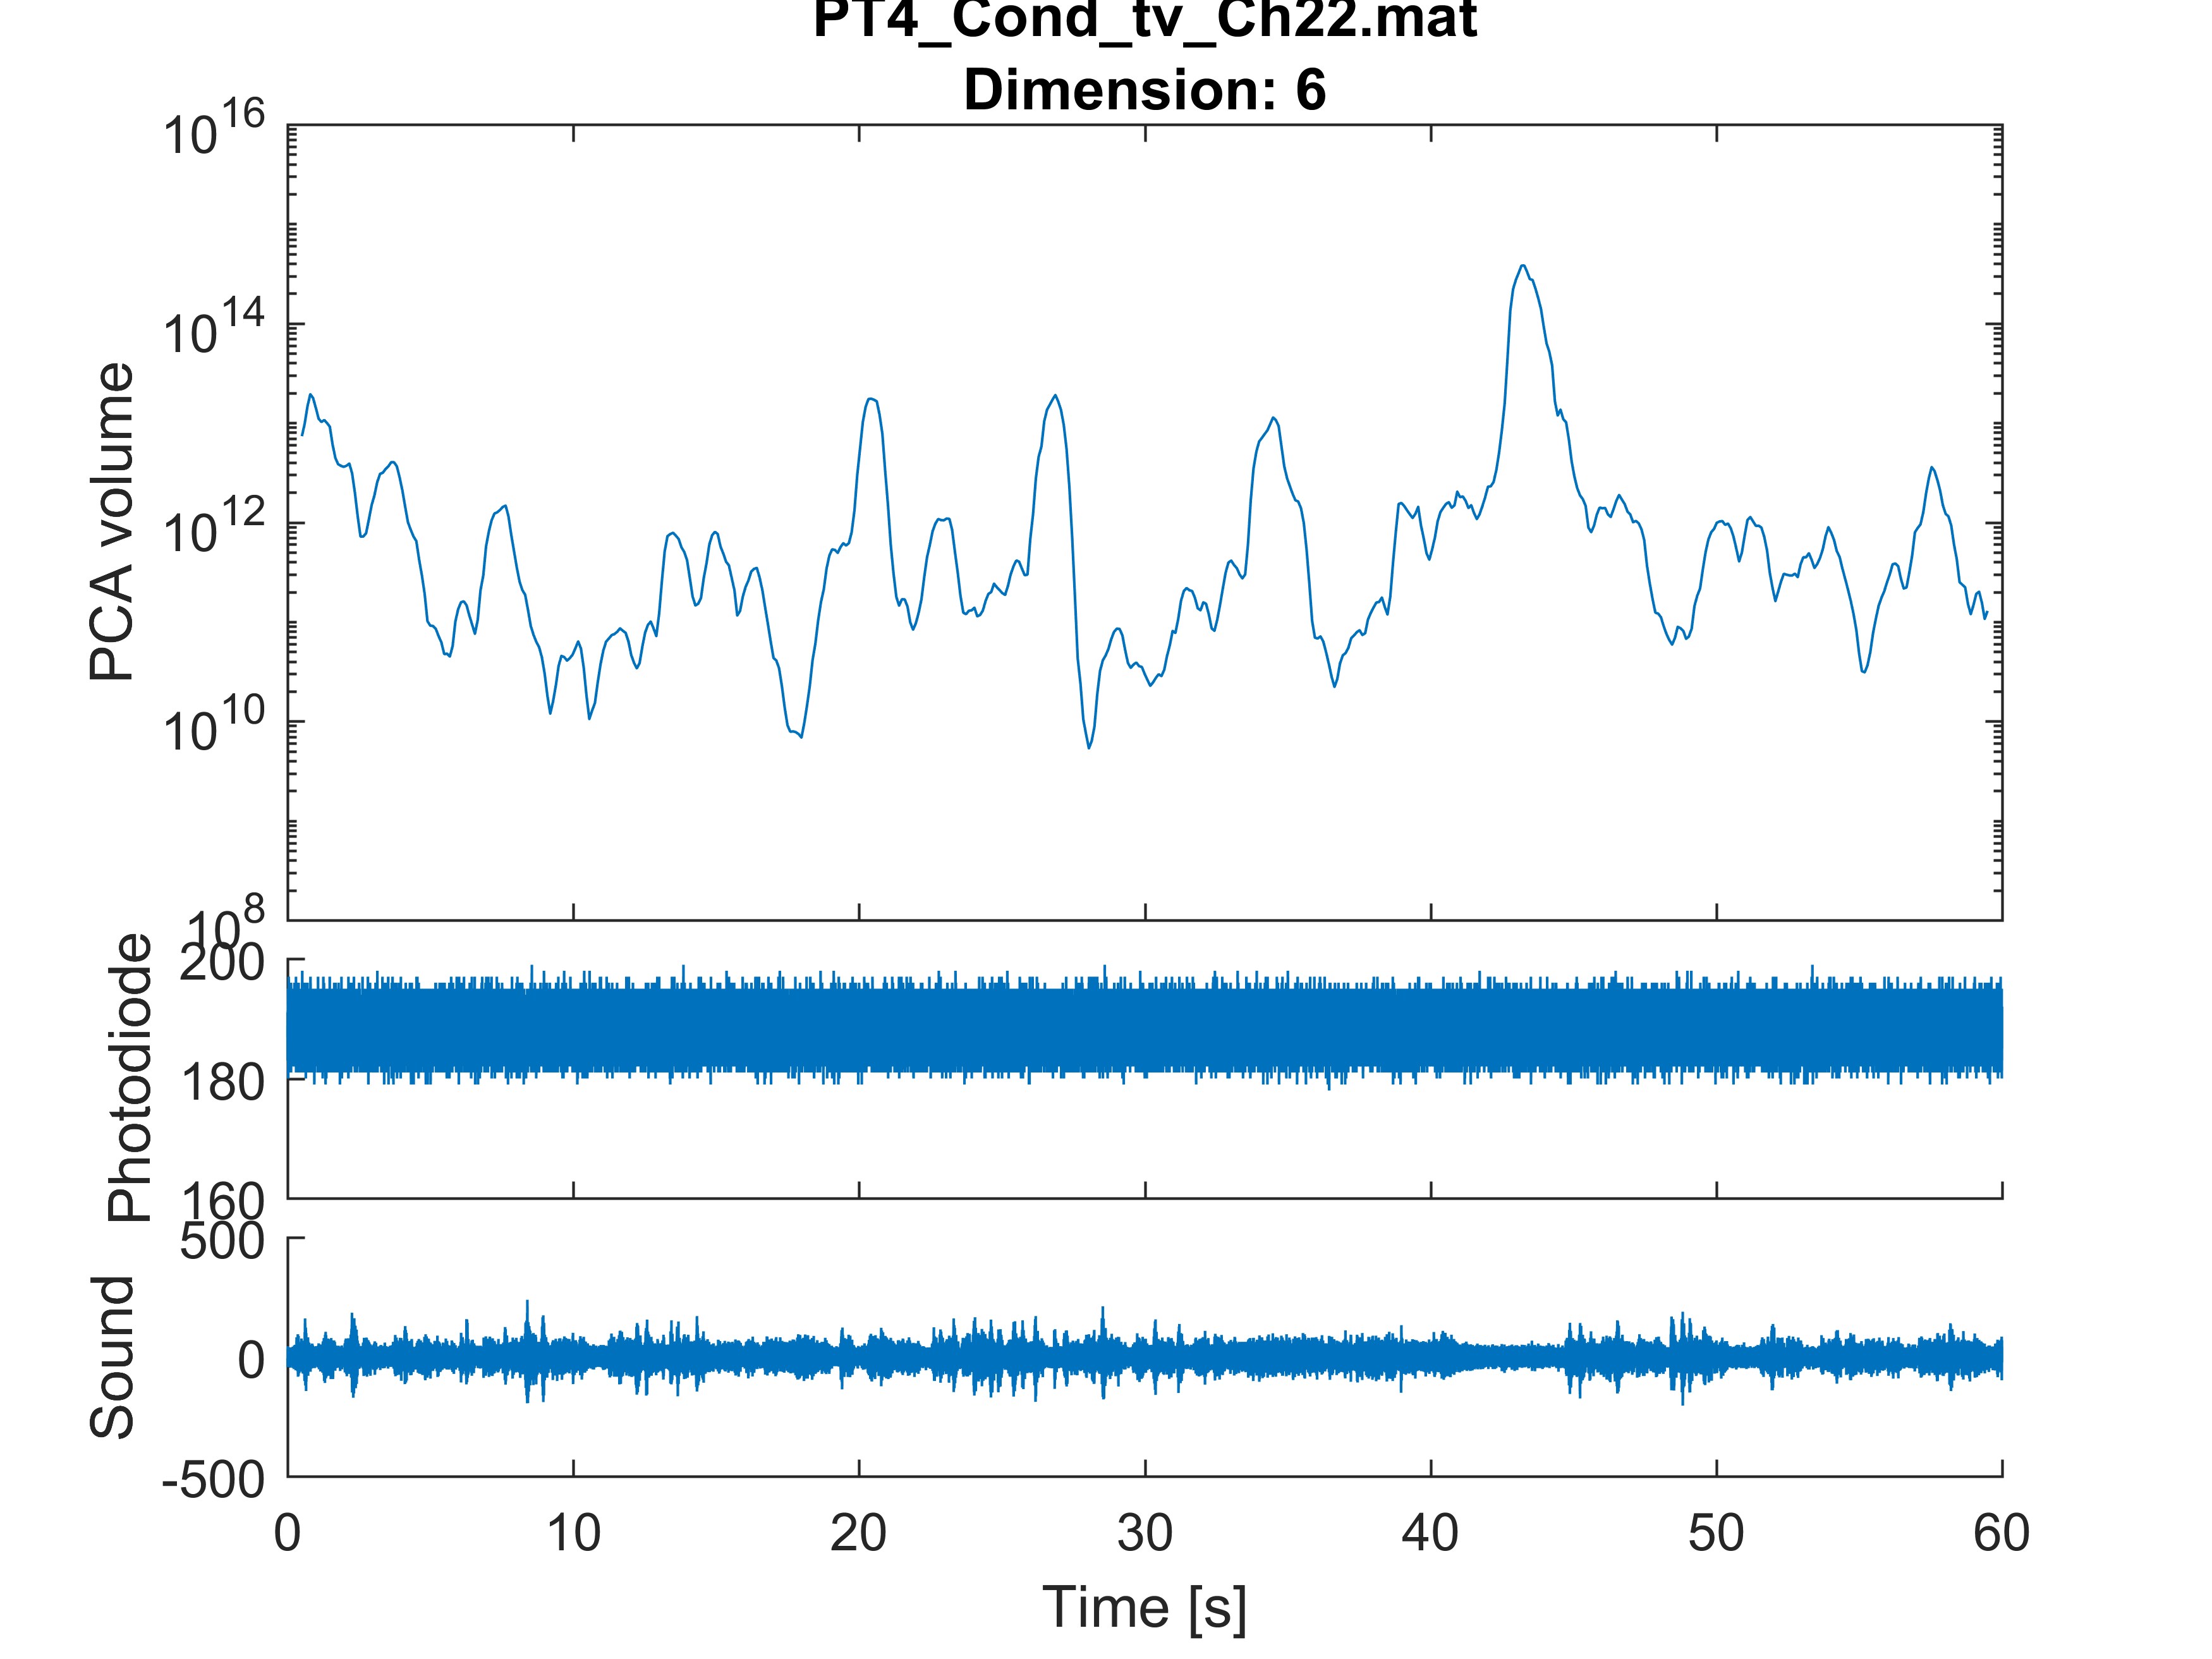 PT4_Cond_tv_Ch22.mat
Dimension: 6
PCA volume
10^16
10^14
10^12
10^10
10^8
Photodiode
200
180
160
Sound
500
0
-500
0 10 20 30 40 50 60
Time [s]